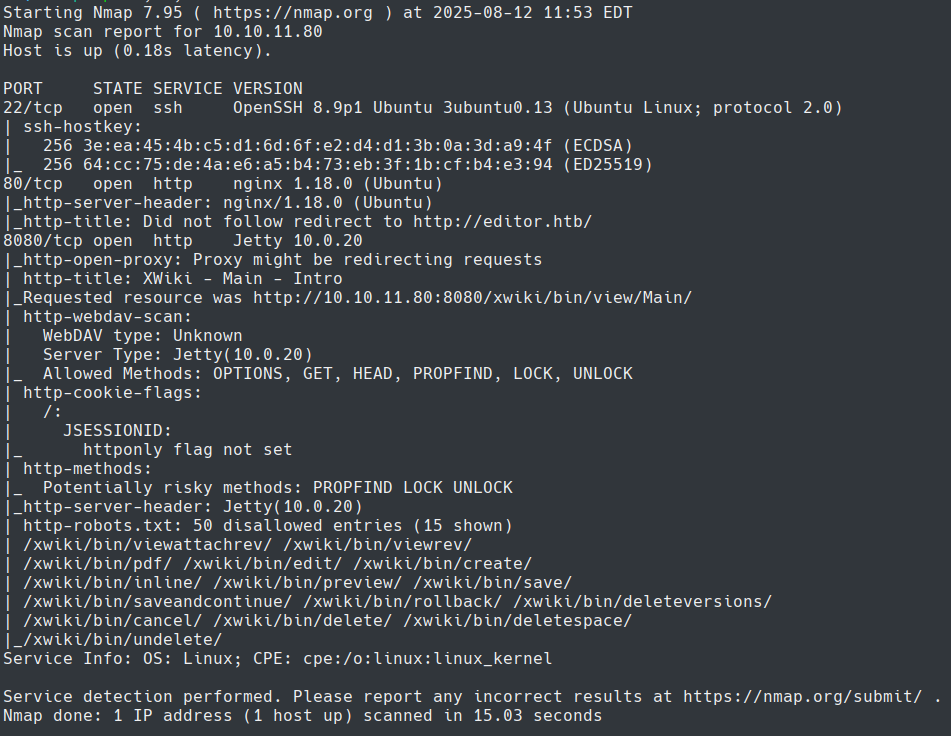 Starting Nmap 7.95 ( https://nmap.org ) at 2025-08-12 11:53 EDT
Nmap scan report for 10.10.11.80
Host is up (0.18s latency).

PORT     STATE SERVICE VERSION
22/tcp   open  ssh     OpenSSH 8.9p1 Ubuntu 3ubuntu0.13 (Ubuntu Linux; protocol 2.0)
| ssh-hostkey:
|   256 3e:ea:45:4b:c5:d1:6d:6f:e2:d4:d1:3b:0a:3d:a9:4f (ECDSA)
|_  256 64:cc:75:de:4a:e6:a5:b4:73:eb:3f:1b:cf:b4:e3:94 (ED25519)
80/tcp   open  http    nginx 1.18.0 (Ubuntu)
|_http-server-header: nginx/1.18.0 (Ubuntu)
|_http-title: Did not follow redirect to http://editor.htb/
8080/tcp open  http    Jetty 10.0.20
|_http-open-proxy: Proxy might be redirecting requests
| http-title: XWiki - Main - Intro
|_Requested resource was http://10.10.11.80:8080/xwiki/bin/view/Main/
| http-webdav-scan:
|   WebDAV type: Unknown
|   Server Type: Jetty(10.0.20)
|_  Allowed Methods: OPTIONS, GET, HEAD, PROPFIND, LOCK, UNLOCK
| http-cookie-flags:
|   /:
|     JSESSIONID:
|_      httponly flag not set
| http-methods:
|_  Potentially risky methods: PROPFIND LOCK UNLOCK
|_http-server-header: Jetty(10.0.20)
| http-robots.txt: 50 disallowed entries (15 shown)
| /xwiki/bin/viewattachrev/ /xwiki/bin/viewrev/
| /xwiki/bin/pdf/ /xwiki/bin/edit/ /xwiki/bin/create/
| /xwiki/bin/inline/ /xwiki/bin/preview/ /xwiki/bin/save/
| /xwiki/bin/saveandcontinue/ /xwiki/bin/rollback/ /xwiki/bin/deleteversions/
| /xwiki/bin/cancel/ /xwiki/bin/delete/ /xwiki/bin/deletespace/
|_/xwiki/bin/undelete/
Service Info: OS: Linux; CPE: cpe:/o:linux:linux_kernel

Service detection performed. Please report any incorrect results at https://nmap.org/submit/ .
Nmap done: 1 IP address (1 host up) scanned in 15.03 seconds